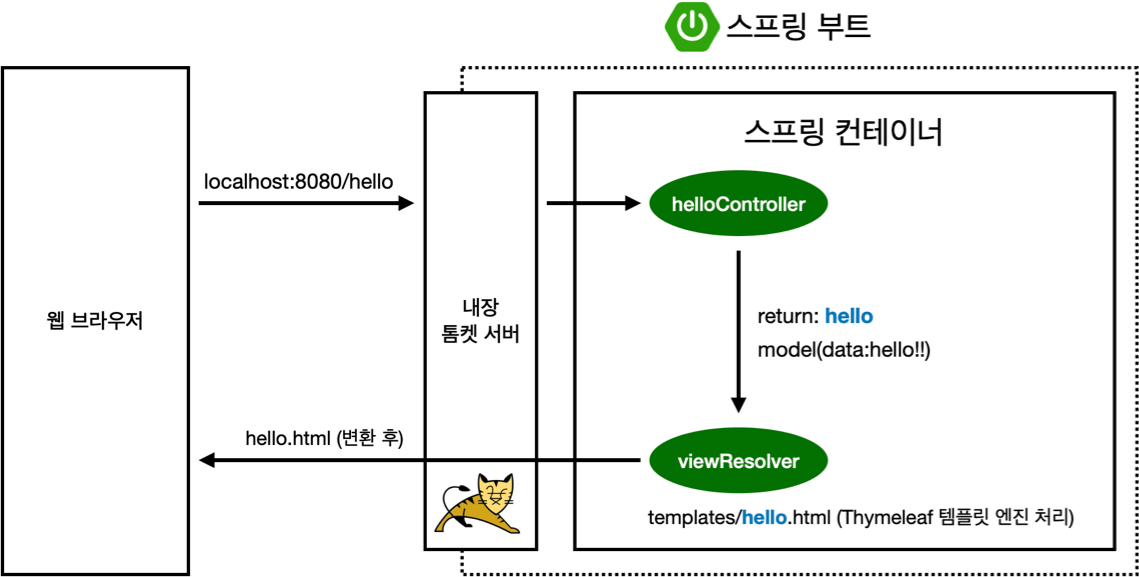 스프링 부트
스프링 컨테이너
localhost:8080/hello
helloController
웹 브라우저
내장
톰켓 서버
return: hello
model(data:hello!!)
hello.html (변환 후)
viewResolver
templates/hello.html (Thymeleaf 템플릿 엔진 처리)